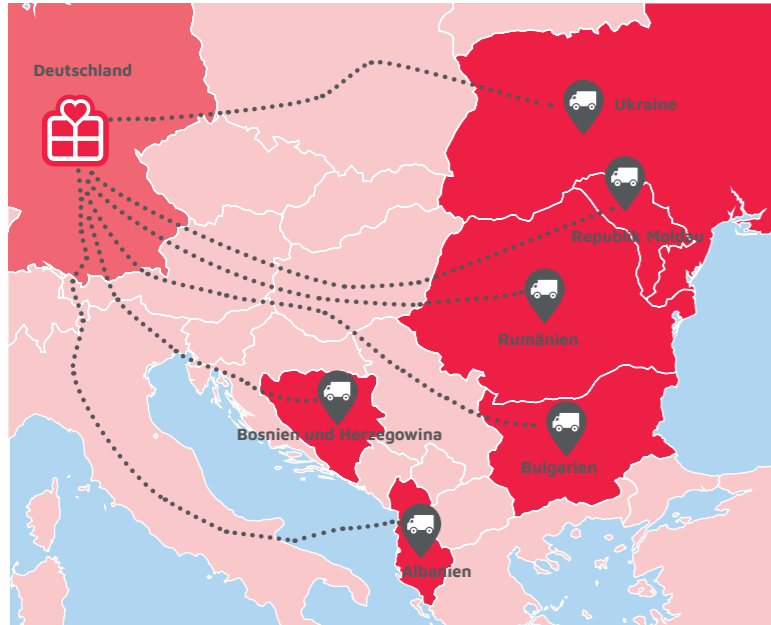 Deutschland
Ukraine
Republik Moldau
Rumänien
Bosnien und Herzegowina
Bulgarien
Albanien